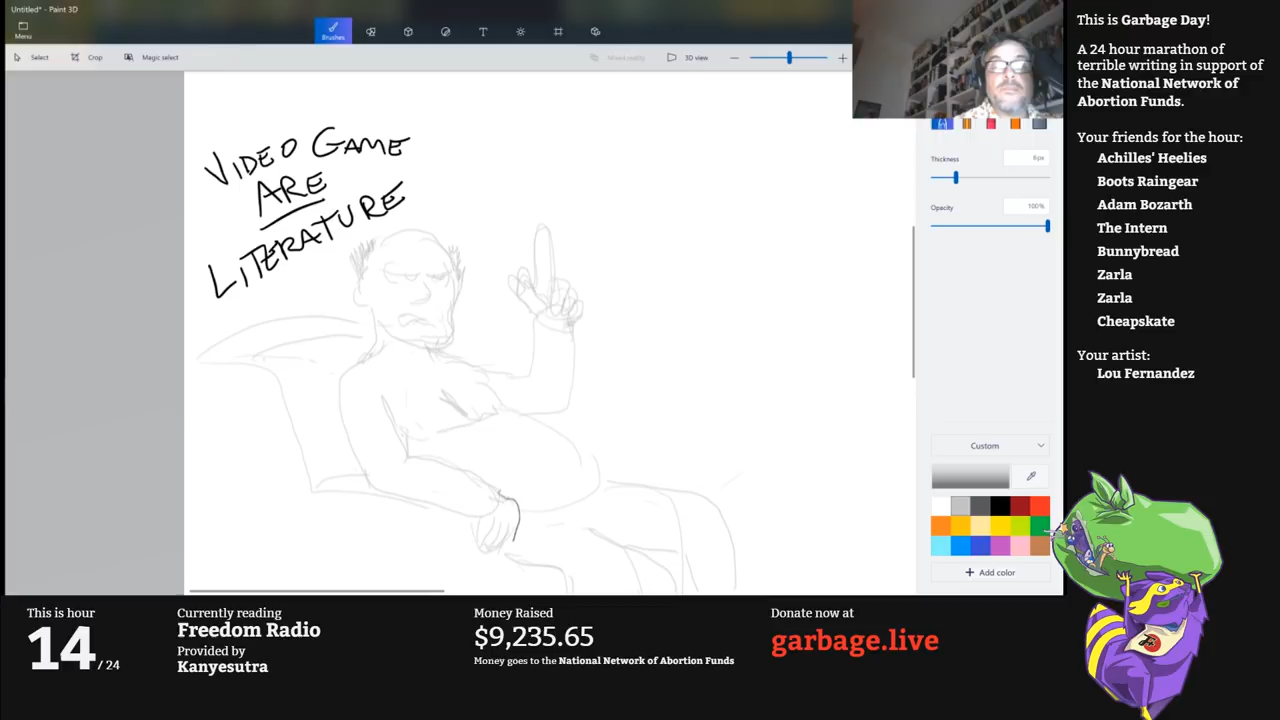 Untitled* - Paint 3D
Menu
Brushes
Select
Crop
Magic select
Mixed reality
3D view
VIDEO GAME
ARE
LITERATURE
Thickness
6px
Opacity
100%
Custom
Add color
This is Garbage Day!
A 24 hour marathon of
terrible writing in support of
the National Network of
Abortion Funds.
Your friends for the hour:
Achilles' Heelies
Boots Raingear
Adam Bozarth
The Intern
Bunnybread
Zarla
Zarla
Cheapskate
Your artist:
Lou Fernandez
This is hour
14 / 24
Currently reading
Freedom Radio
Provided by
Kanyesutra
Money Raised
$9,235.65
Money goes to the National Network of Abortion Funds
Donate now at
garbage.live